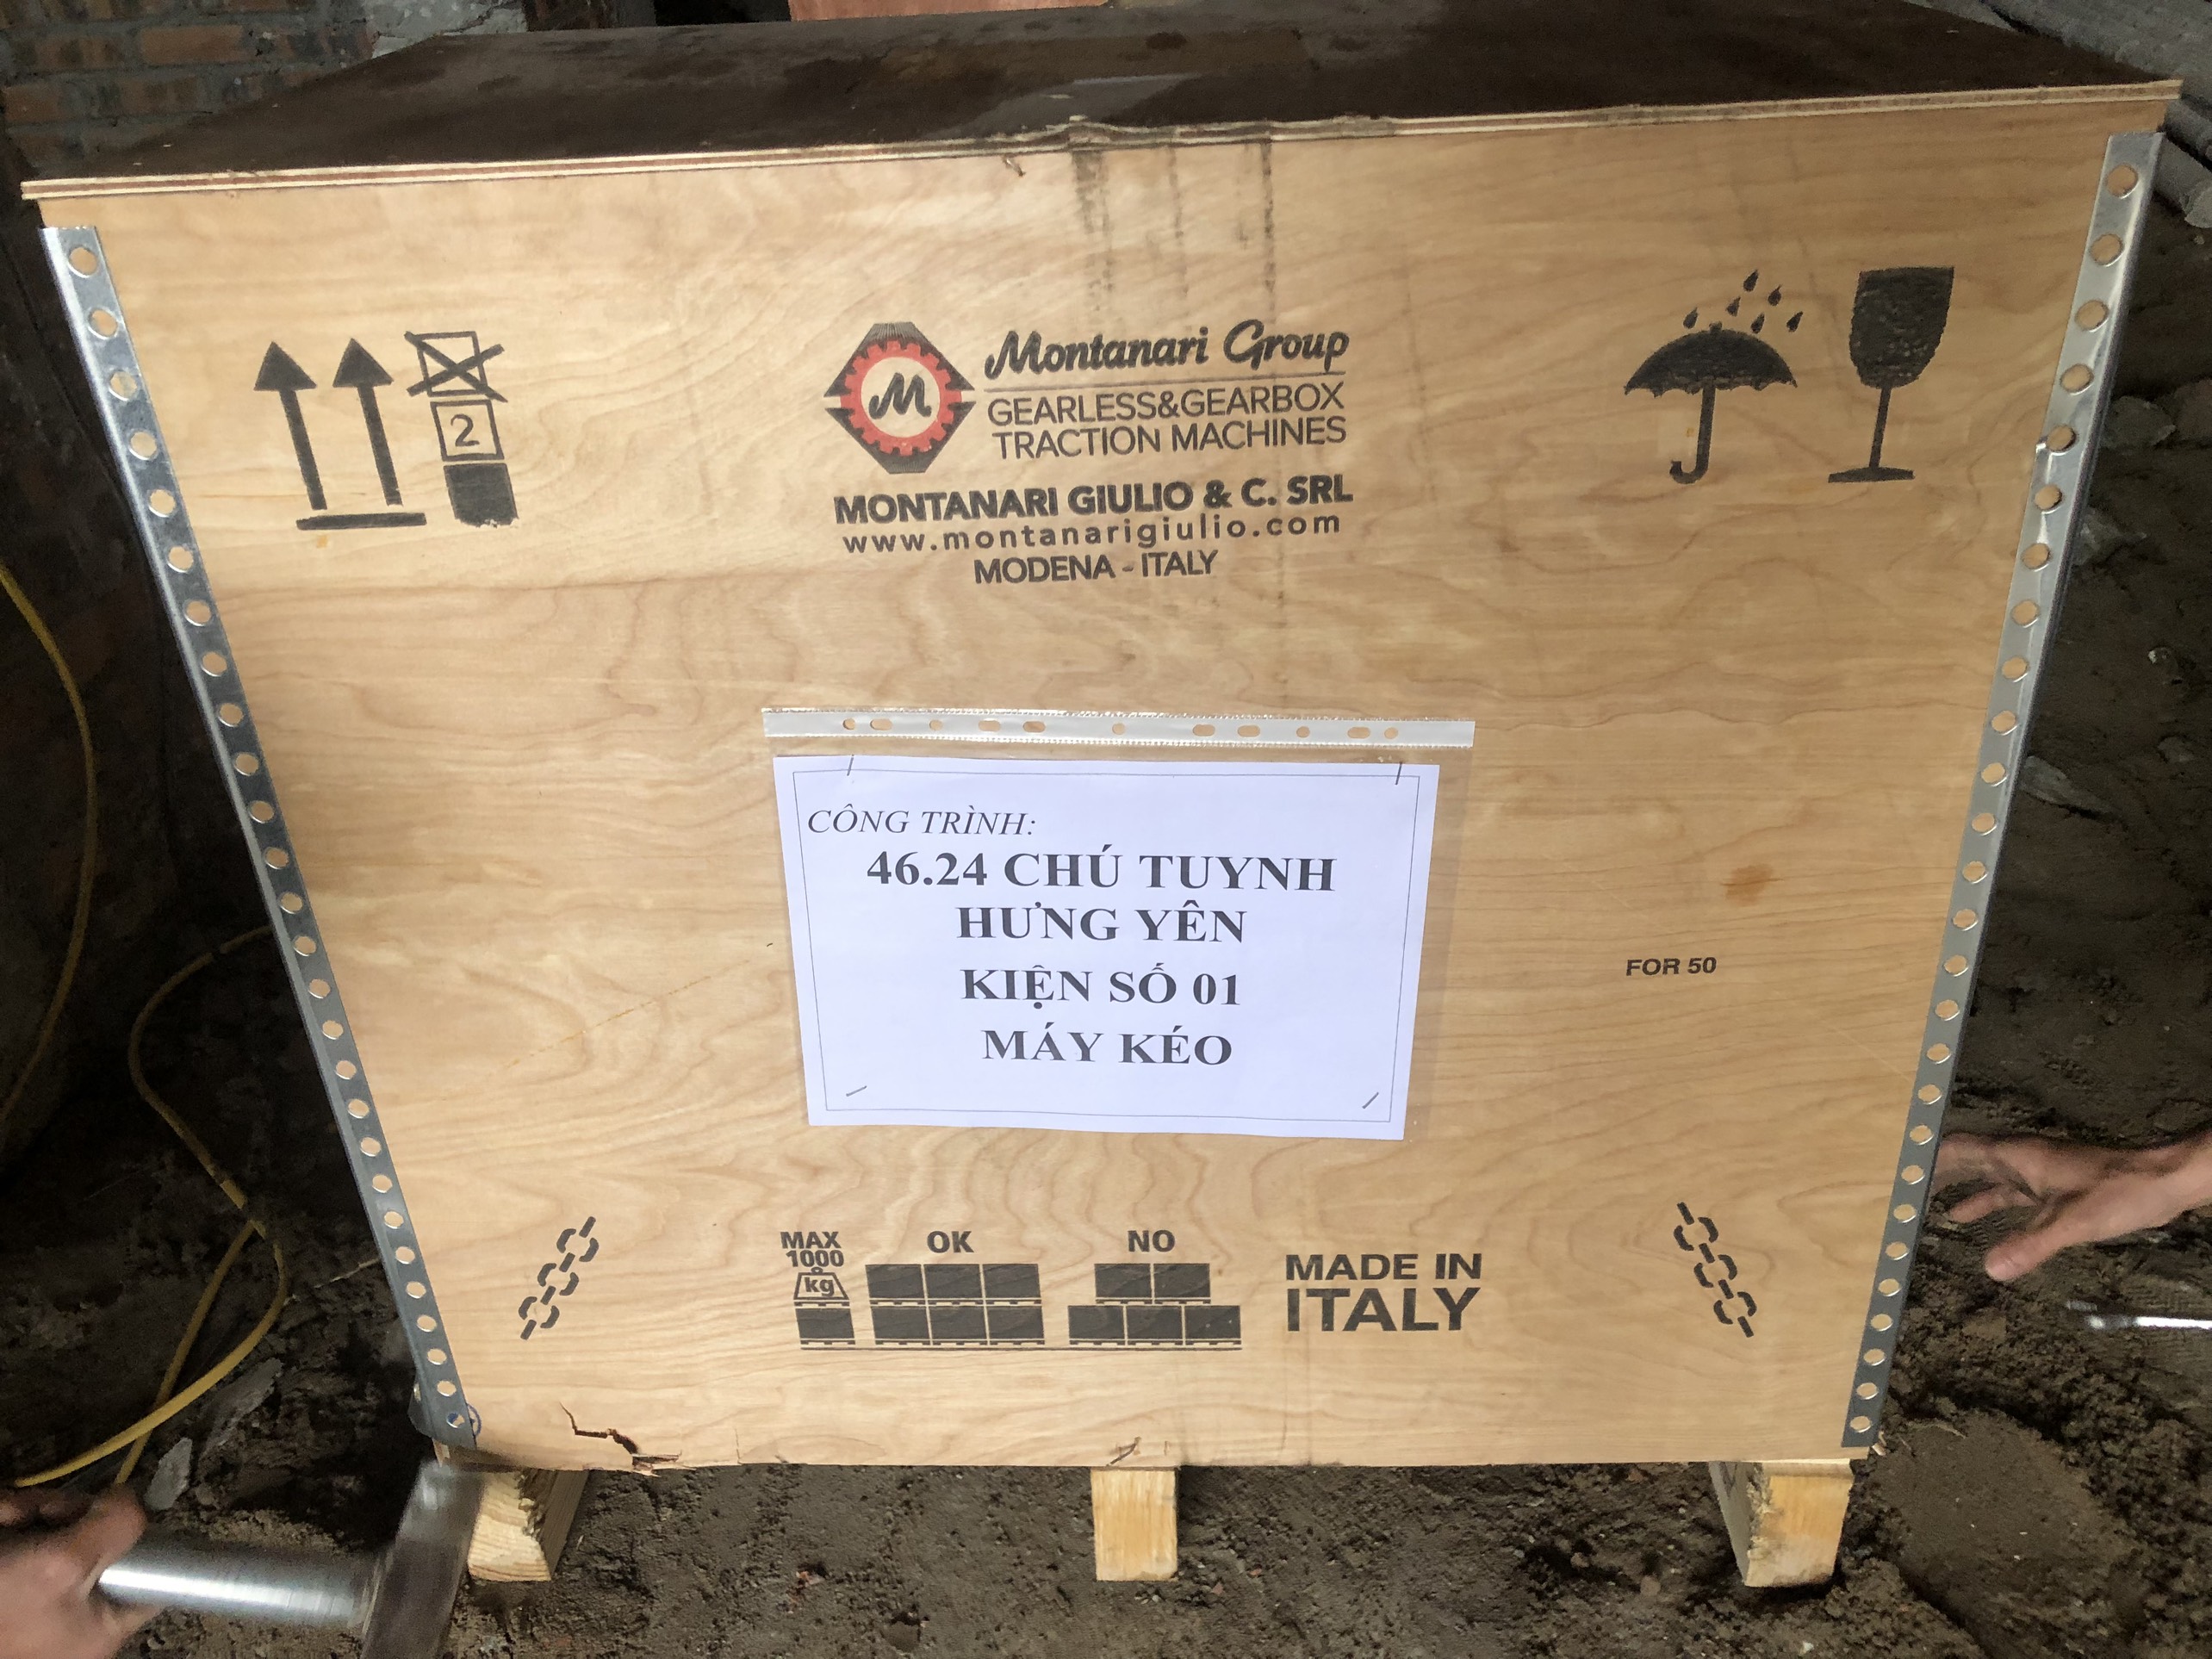 2
M
Montanari Group
GEARLESS&GEARBOX
TRACTION MACHINES
MONTANARI GIULIO & C. SRL
www.montanarigiulio.com
MODENA - ITALY
CÔNG TRÌNH:
46.24 CHÚ TUYNH
HƯNG YÊN
KIỆN SỐ 01
MÁY KÉO
FOR 50
MAX
1000
kg
OK
NO
MADE IN
ITALY